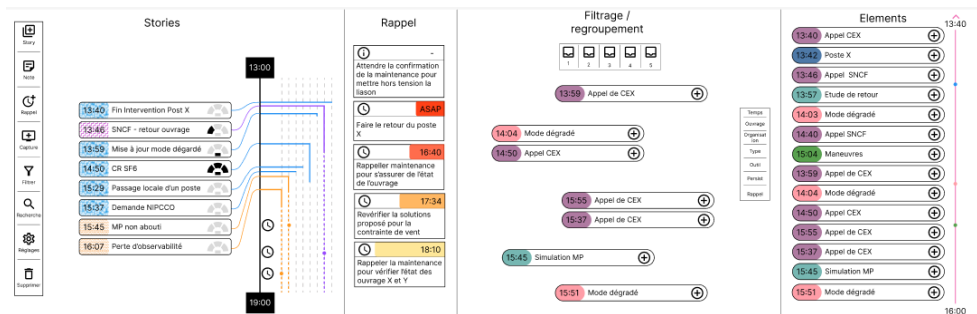 Story
Note
Rappel
Capture
Filtrer
Recherche
Réglages
Supprimer
Stories
13:00
13:40 Fin Intervention Post X
13:46 SNCF - retour ouvrage
13:59 Mise à jour mode dégardé
14:50 CR SF6
15:29 Passage locale d'un poste
15:37 Demande NIPCCO
15:45 MP non abouti
16:07 Perte d'observabilité
19:00
Rappel
-
Attendre la confirmation
de la maintenance pour
mettre hors tension la
liason
ASAP
Faire le retour du poste
X
16:40
Rappeller maintenance
pour s'assurer de l'état
de l'ouvrage
17:34
Revérifier la solutions
proposé pour la
contrainte de vent
18:10
Rappeler la maintenance
pour vérifier l'état des
ouvrage X et Y
Filtrage /
regroupement
1 2 3 4 5
13:59 Appel de CEX
14:04 Mode dégradé
14:50 Appel CEX
15:55 Appel de CEX
15:37 Appel de CEX
15:45 Simulation MP
15:51 Mode dégradé
Temps
Ouvrage
Organisat
ion
Type
Outil
Persist
Rappel
Elements
13:40 Appel CEX
13:42 Poste X
13:46 Appel SNCF
13:57 Etude de retour
14:03 Mode dégradé
14:40 Appel SNCF
15:04 Maneuvres
13:59 Appel de CEX
14:04 Mode dégradé
14:50 Appel CEX
15:55 Appel de CEX
15:37 Appel de CEX
15:45 Simulation MP
15:51 Mode dégradé
13:40
16:00